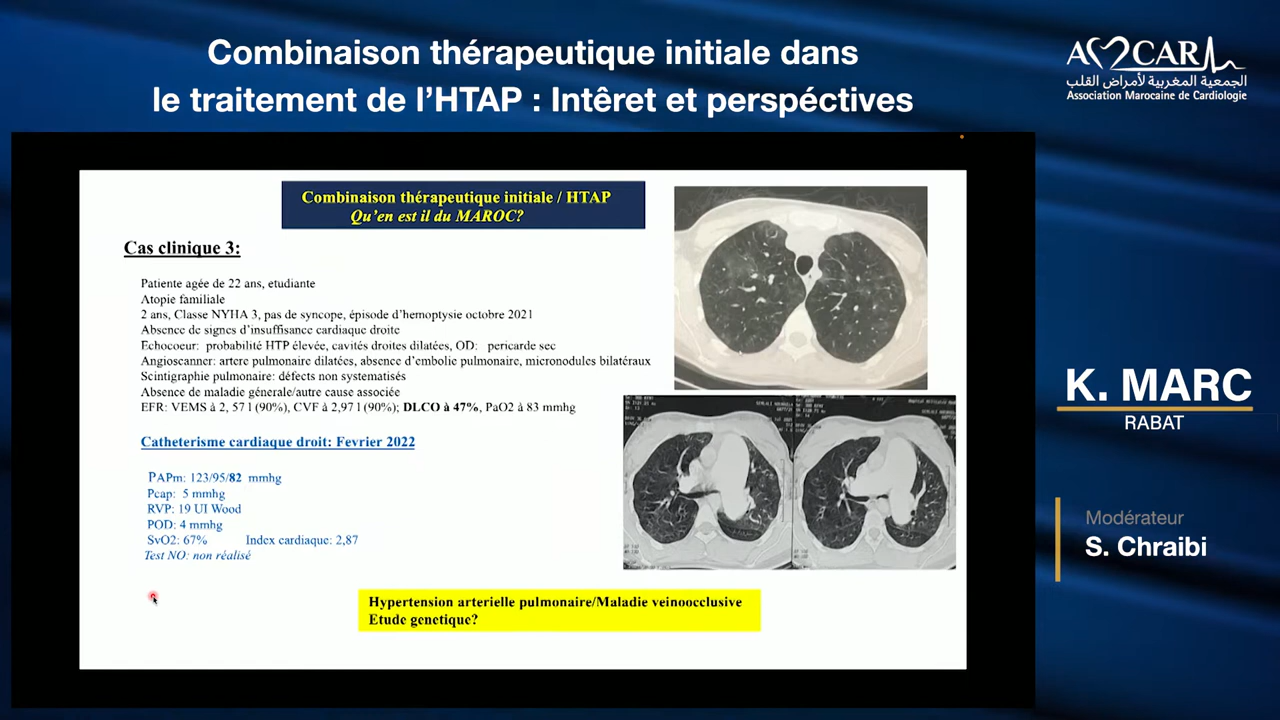 Combinaison thérapeutique initiale dans
le traitement de l’HTAP : Intêret et perspéctives
AM CAR
الجمعية المغربية لأمراض القلب
Association Marocaine de Cardiologie
Combinaison thérapeutique initiale / HTAP
Qu’en est il du MAROC?
Cas clinique 3:
Patiente agée de 22 ans, etudiante
Atopie familiale
2 ans, Classe NYHA 3, pas de syncope, épisode d’hemoptysie octobre 2021
Absence de signes d’insuffisance cardiaque droite
Echocoeur: probabilité HTP élevée, cavités droites dilatées, OD: pericarde sec
Angioscanner: artere pulmonaire dilatées, absence d’embolie pulmonaire, micronodules bilatéraux
Scintigraphie pulmonaire: défects non systematisés
Absence de maladie génerale/autre cause associée
EFR: VEMS à 2, 57 l (90%), CVF à 2,97 l (90%); DLCO à 47%, PaO2 à 83 mmhg
Catheterisme cardiaque droit: Fevrier 2022
PAPm: 123/95/82 mmhg
Pcap: 5 mmhg
RVP: 19 UI Wood
POD: 4 mmhg
SvO2: 67% Index cardiaque: 2,87
Test NO: non réalisé
Hypertension arterielle pulmonaire/Maladie veinoocclusive
Etude genetique?
K. MARC
RABAT
Modérateur
S. Chraibi